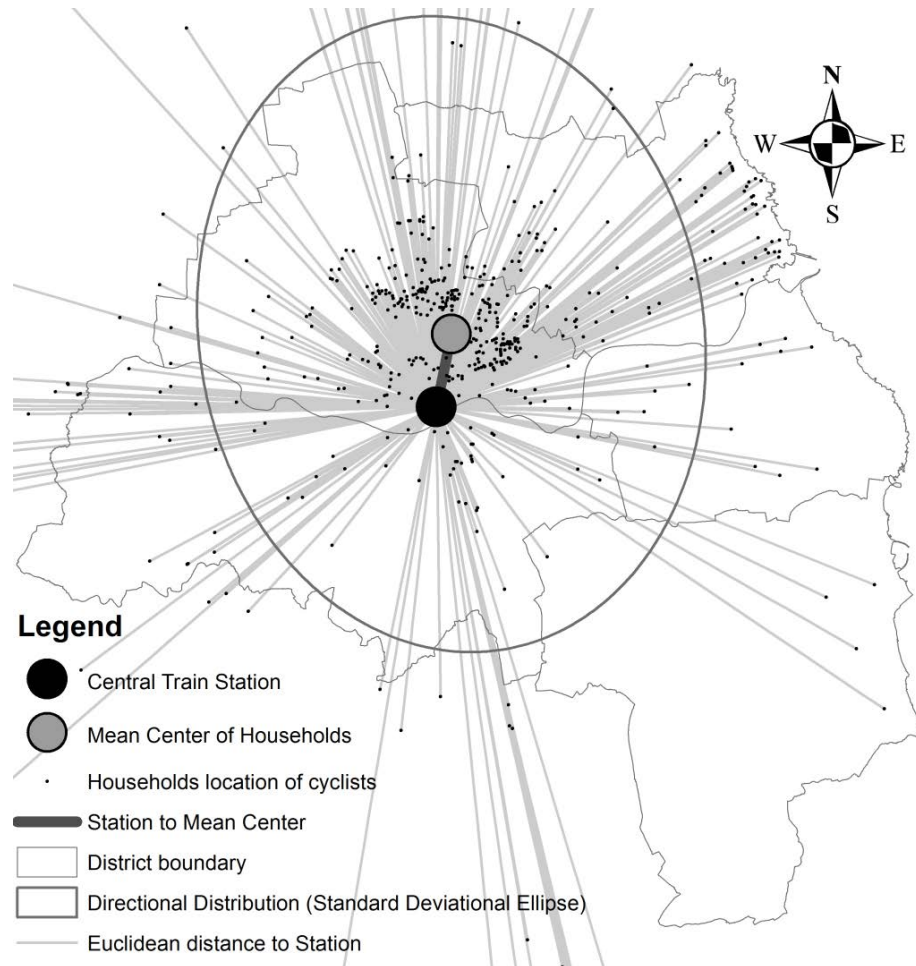 N
W E
S
Legend
Central Train Station
Mean Center of Households
Households location of cyclists
Station to Mean Center
District boundary
Directional Distribution (Standard Deviational Ellipse)
Euclidean distance to Station